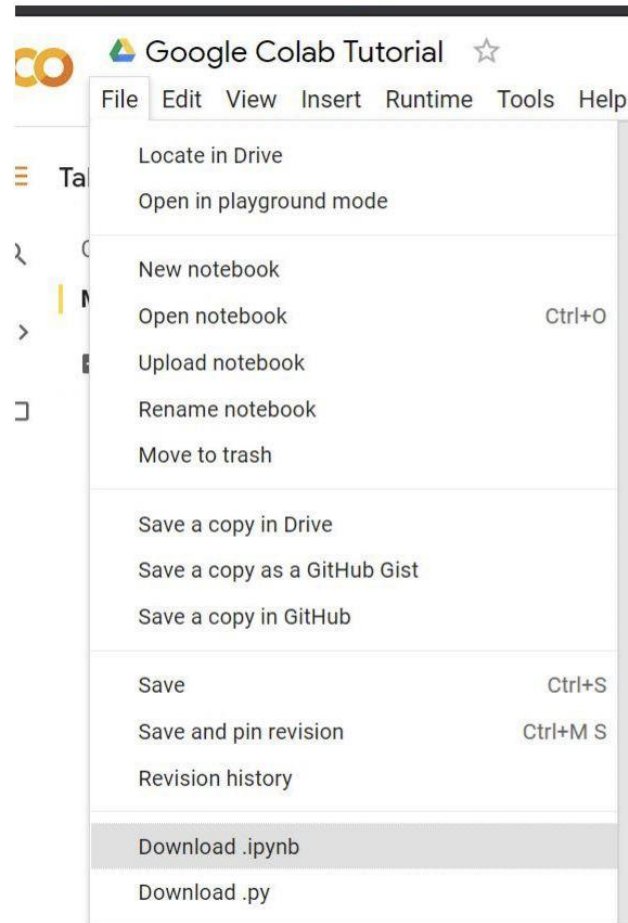 Google Colab Tutorial
File Edit View Insert Runtime Tools Help
Locate in Drive
Open in playground mode
New notebook
Open notebook Ctrl+O
Upload notebook
Rename notebook
Move to trash
Save a copy in Drive
Save a copy as a GitHub Gist
Save a copy in GitHub
Save Ctrl+S
Save and pin revision Ctrl+M S
Revision history
Download .ipynb
Download .py